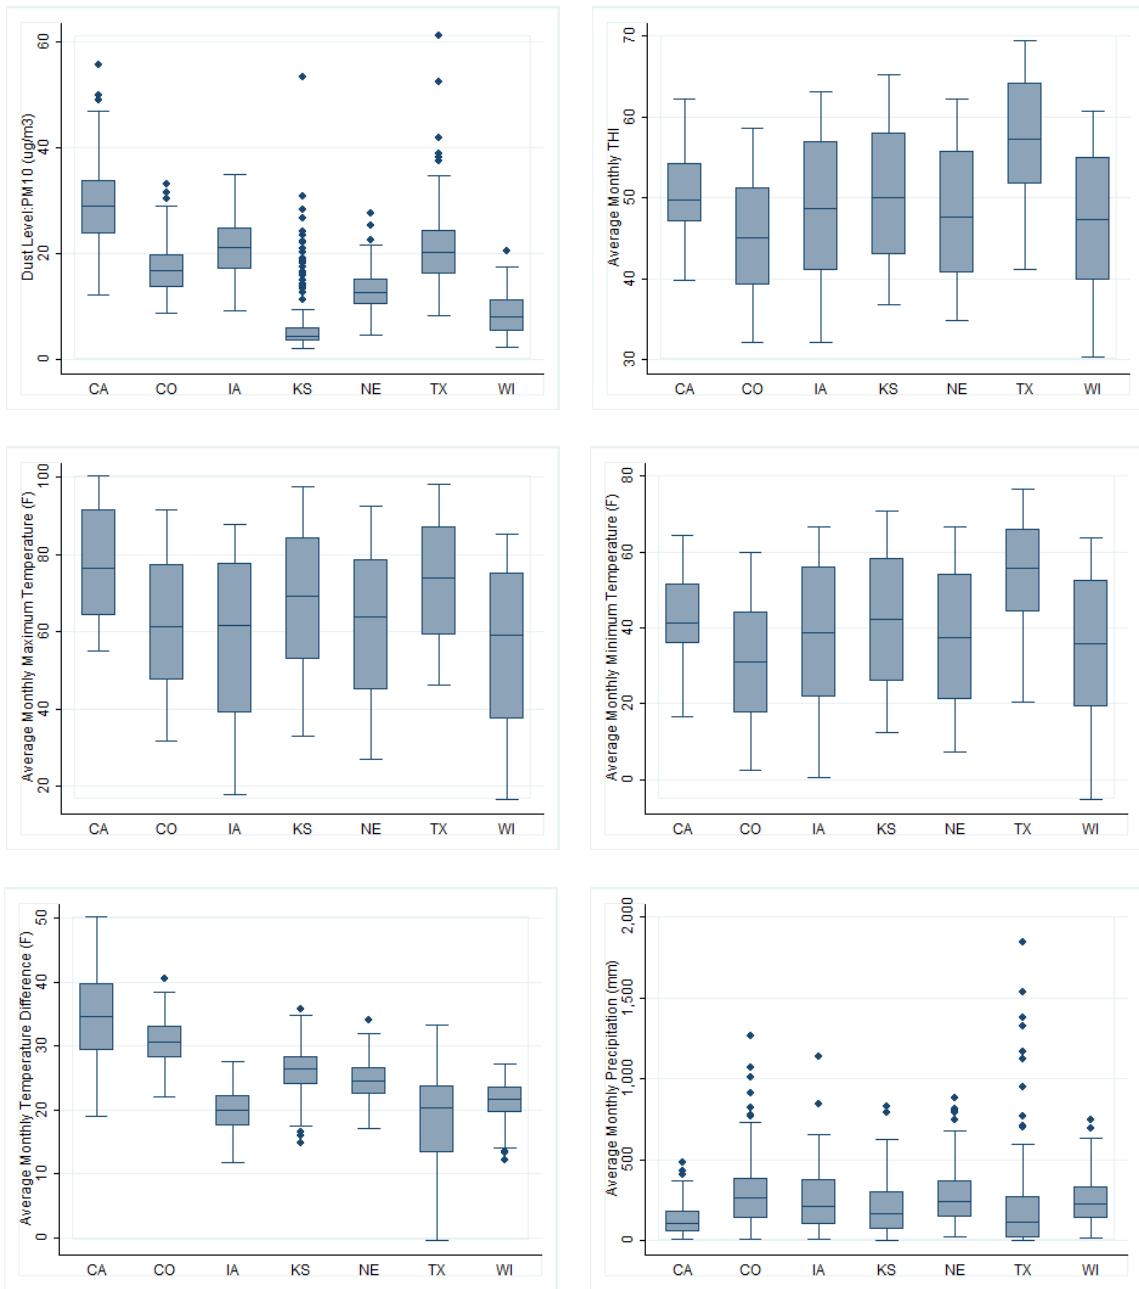 Dust Level:PM10 (ug/m3)
60
40
20
0
CA CO IA KS NE TX WI
Average Monthly THI
70
60
50
40
30
CA CO IA KS NE TX WI
Average Monthly Maximum Temperature (F)
100
80
60
40
20
CA CO IA KS NE TX WI
Average Monthly Minimum Temperature (F)
80
60
40
20
0
CA CO IA KS NE TX WI
Average Monthly Temperature Difference (F)
50
40
30
20
10
0
CA CO IA KS NE TX WI
Average Monthly Precipitation (mm)
2,000
1,500
1,000
500
0
CA CO IA KS NE TX WI